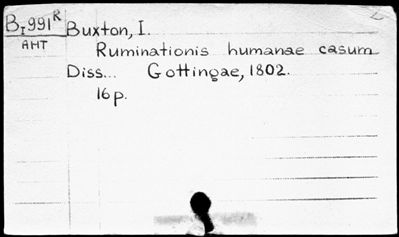 B₁991ᴿ Buxton, I.
AHT
Ruminationis humanae casum
Diss... Gottingae, 1802.
16 p.